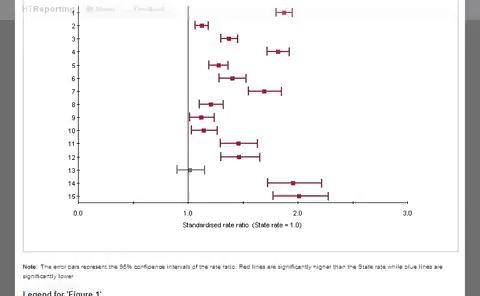 Reporting
1
2
3
4
5
6
7
8
9
10
11
12
13
14
15
0.0 1.0 2.0 3.0
Standardised rate ratio (State rate = 1.0)
Note: The error bars represent the 95% confidence intervals of the rate ratio. Red lines are significantly higher than the State rate while blue lines are
significantly lower
Legend for 'Figure 1'